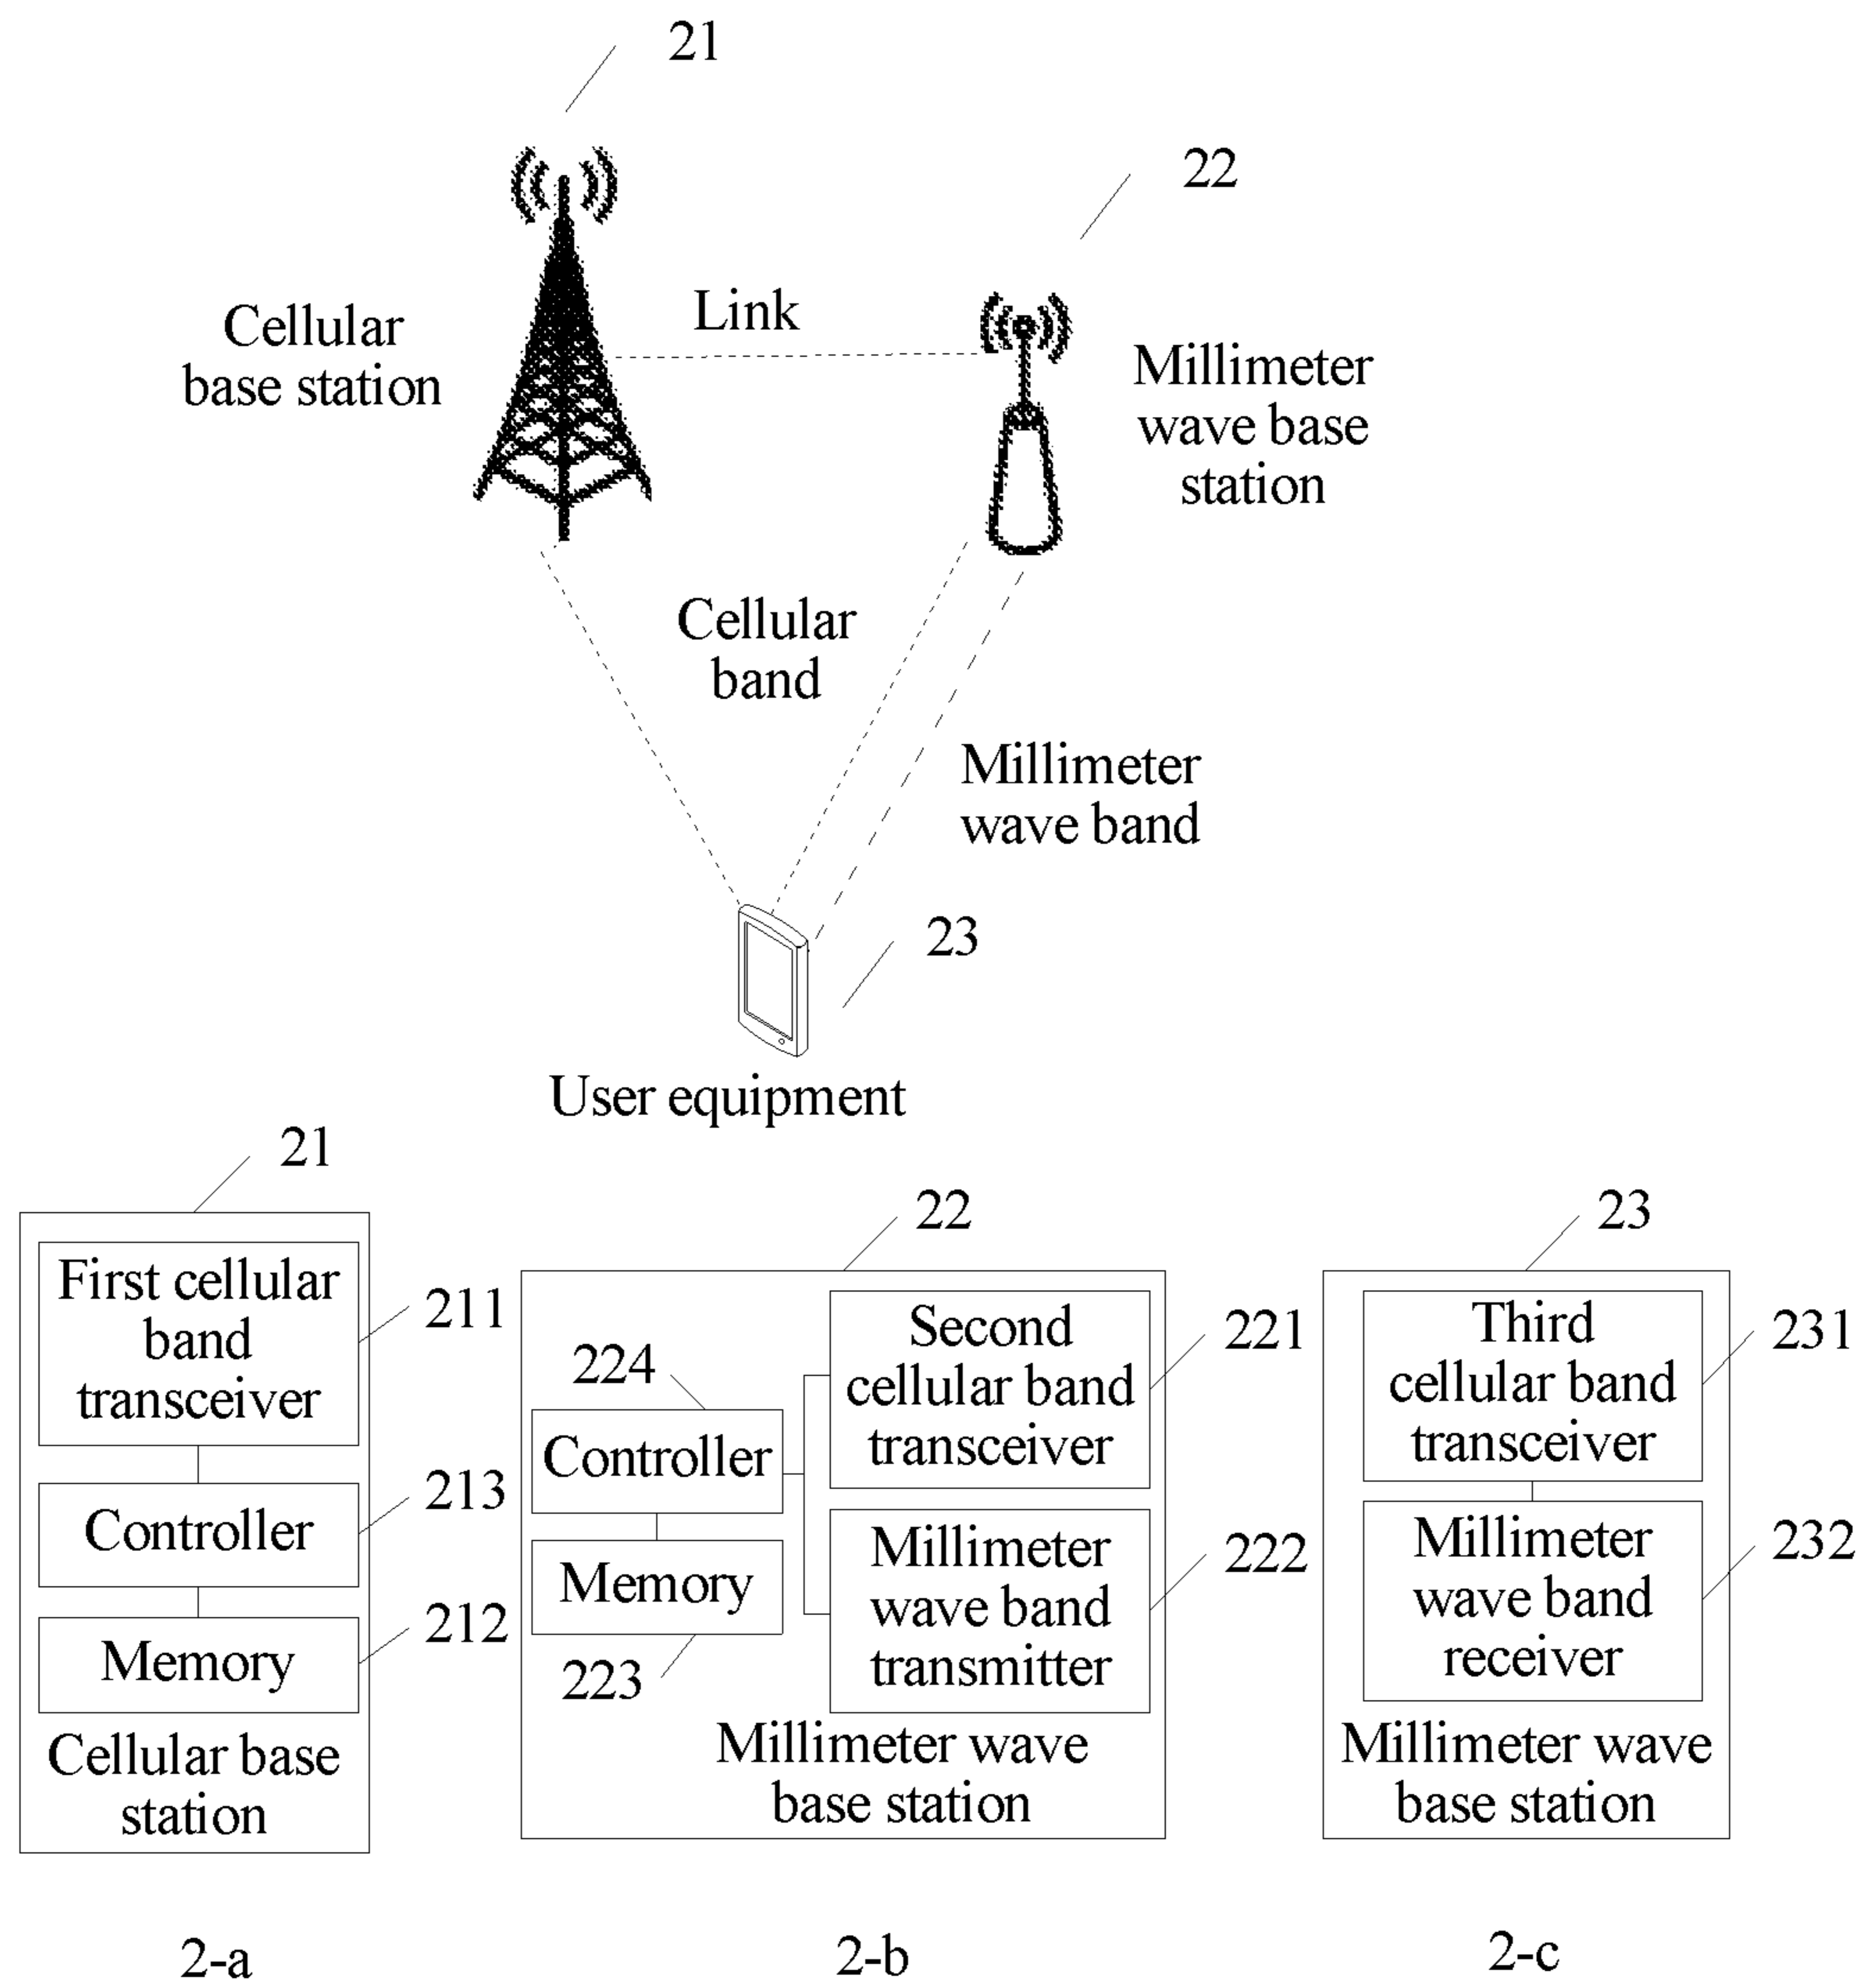 21
22
Link
Cellular
base station
Millimeter
wave base
station
Cellular
band
Millimeter
wave band
23
User equipment
21
First cellular
band
transceiver
211
Controller
213
Memory
212
Cellular base
station
2-a
22
224
Controller
Memory
223
Second
cellular band
transceiver
221
Millimeter
wave band
transmitter
222
Millimeter wave
base station
2-b
23
Third
cellular band
transceiver
231
Millimeter
wave band
receiver
232
Millimeter wave
base station
2-c